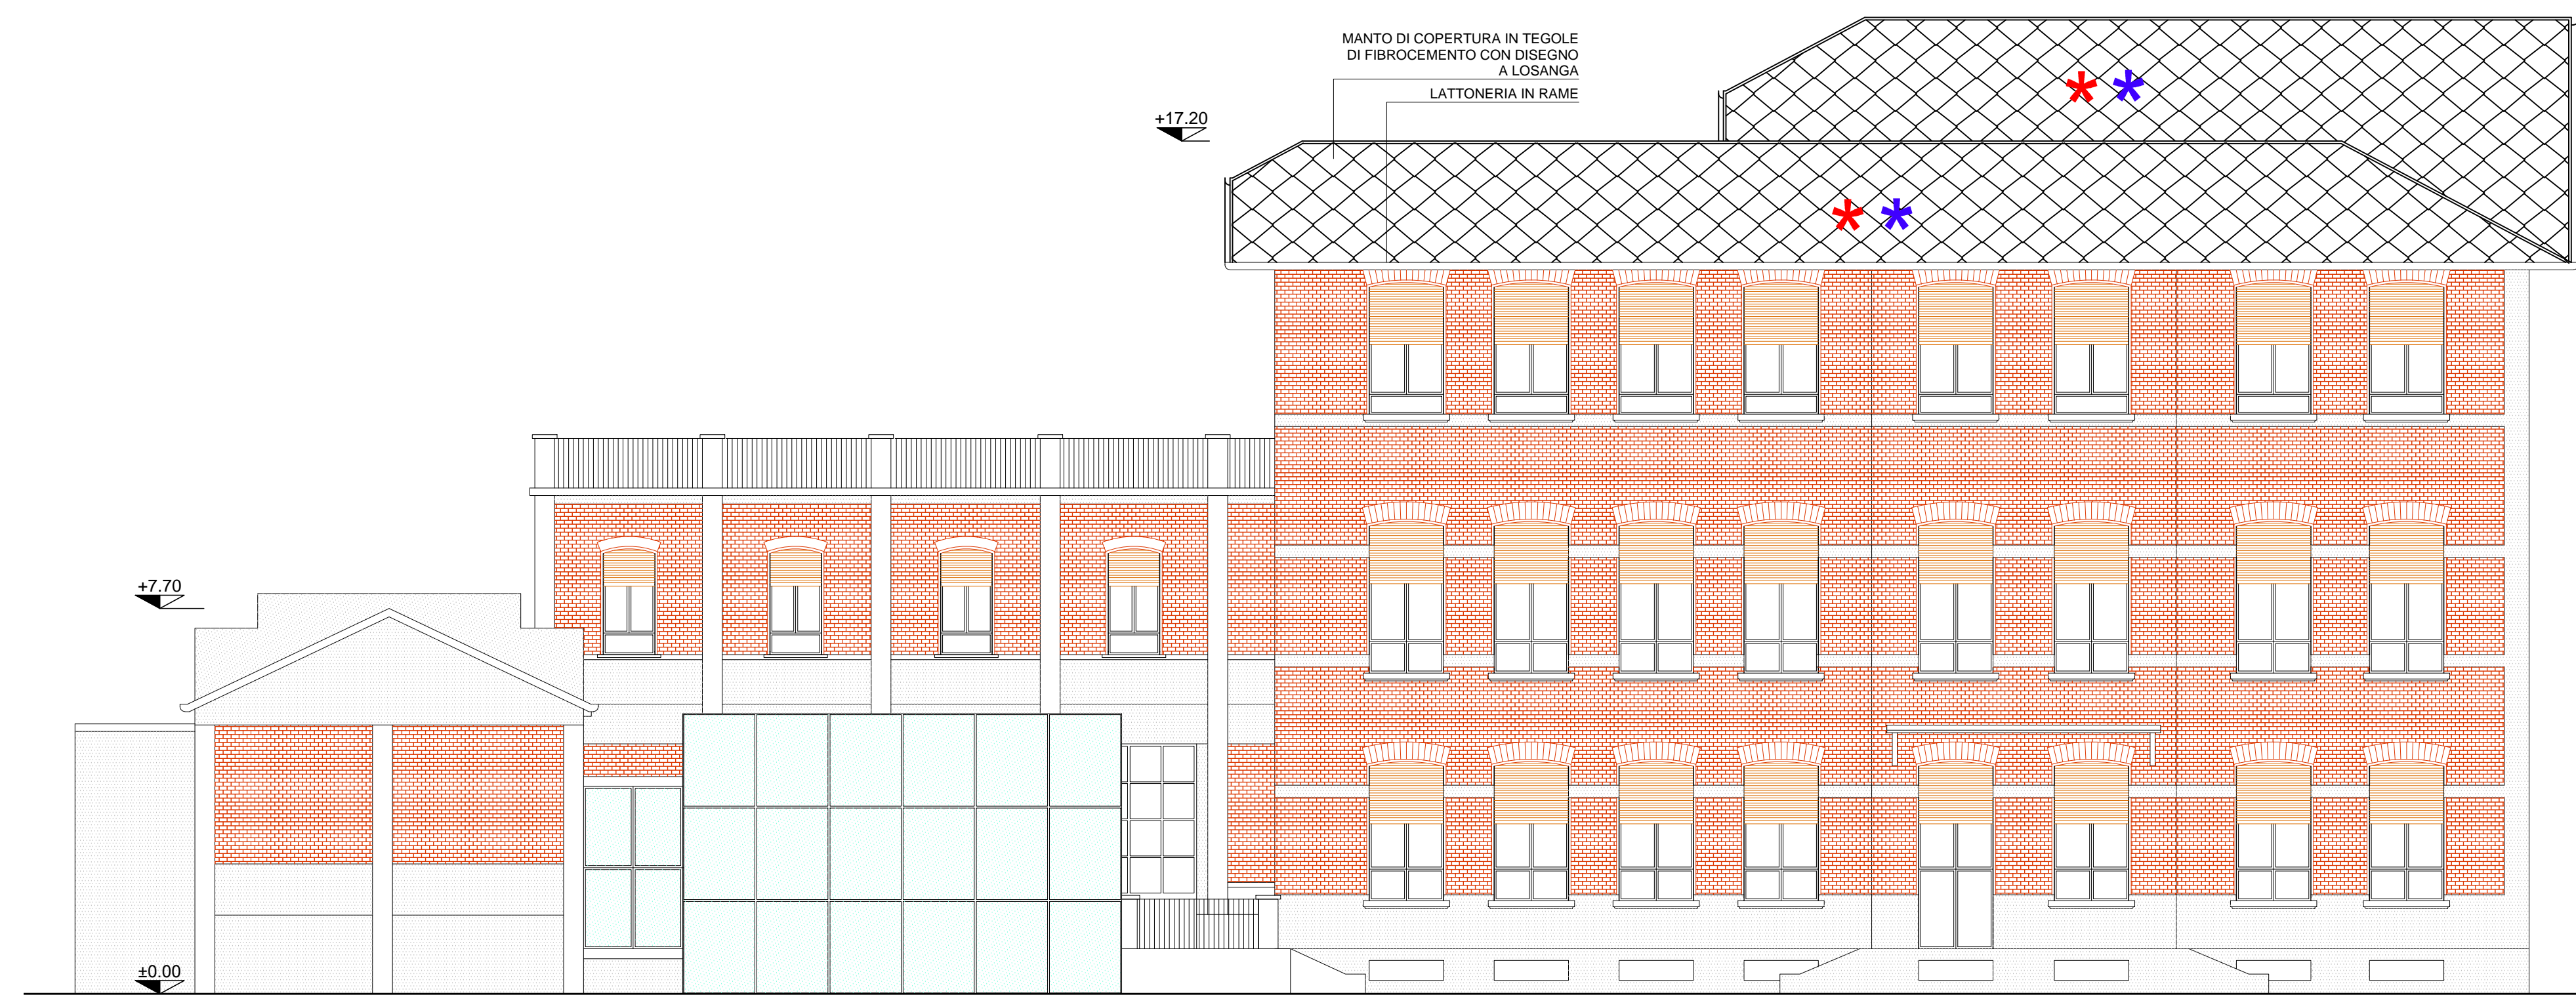 MANTO DI COPERTURA IN TEGOLE
DI FIBROCEMENTO CON DISEGNO
A LOSANGA
LATTONERIA IN RAME
+17.20
+7.70
±0.00